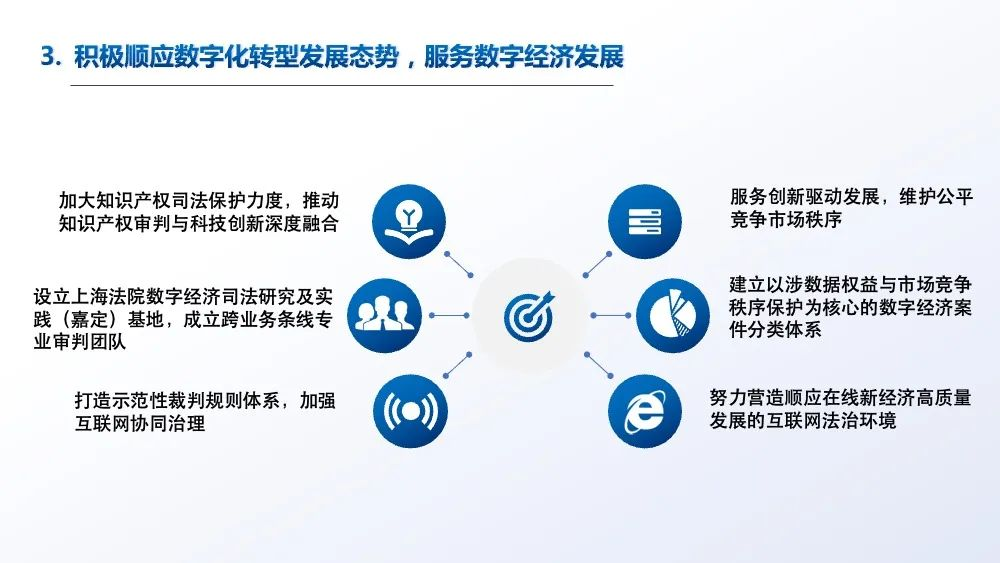 3. 积极顺应数字化转型发展态势，服务数字经济发展
加大知识产权司法保护力度，推动
知识产权审判与科技创新深度融合
设立上海法院数字经济司法研究及实
践（嘉定）基地，成立跨业务条线专
业审判团队
打造示范性裁判规则体系，加强
互联网协同治理
服务创新驱动发展，维护公平
竞争市场秩序
建立以涉数据权益与市场竞争
秩序保护为核心的数字经济案
件分类体系
努力营造顺应在线新经济高质量
发展的互联网法治环境